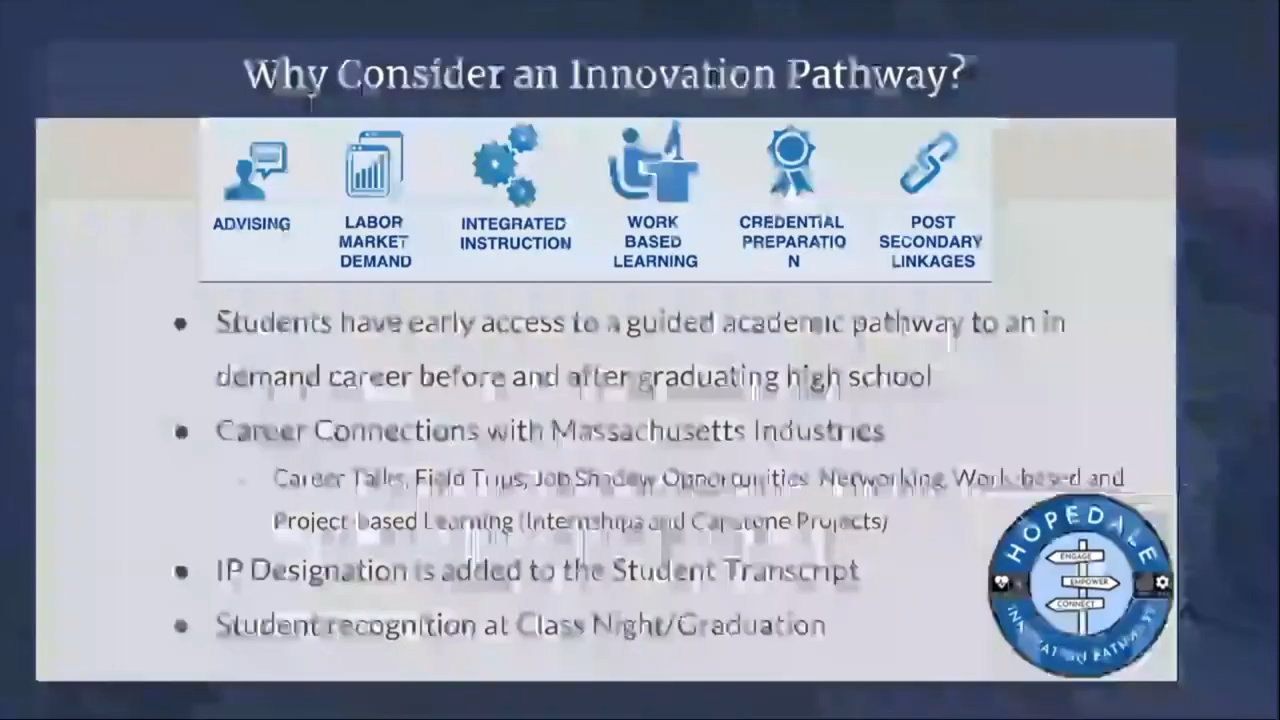 Why Consider an Innovation Pathway?
ADVISING
LABOR
MARKET
DEMAND
INTEGRATED
INSTRUCTION
WORK
BASED
LEARNING
CREDENTIAL
PREPARATIO
N
POST
SECONDARY
LINKAGES
Students have early access to a guided academic pathway to an in
demand career before and after graduating high school
Career Connections with Massachusetts Industries
Career Talks, Field Trips, Job Shadow Opportunities, Networking, Work-based and
Project-based Learning (Internships and Capstone Projects)
IP Designation is added to the Student Transcript
Student recognition at Class Night/Graduation
HOPEDALE
ENGAGE
EMPOWER
CONNECT
INNOVATION PATHWAY